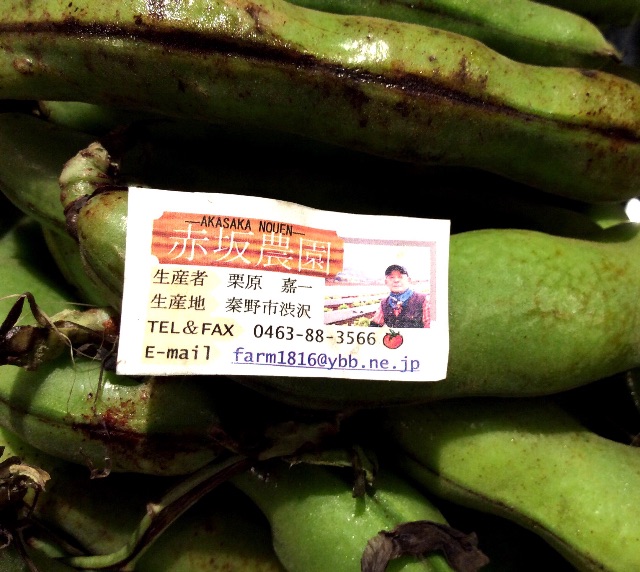 AKASAKA NOUEN
赤坂農園
生産者 栗原 嘉一
生産地 秦野市渋沢
TEL&FAX 0463-88-3566
E-mail farm1816@ybb.ne.jp